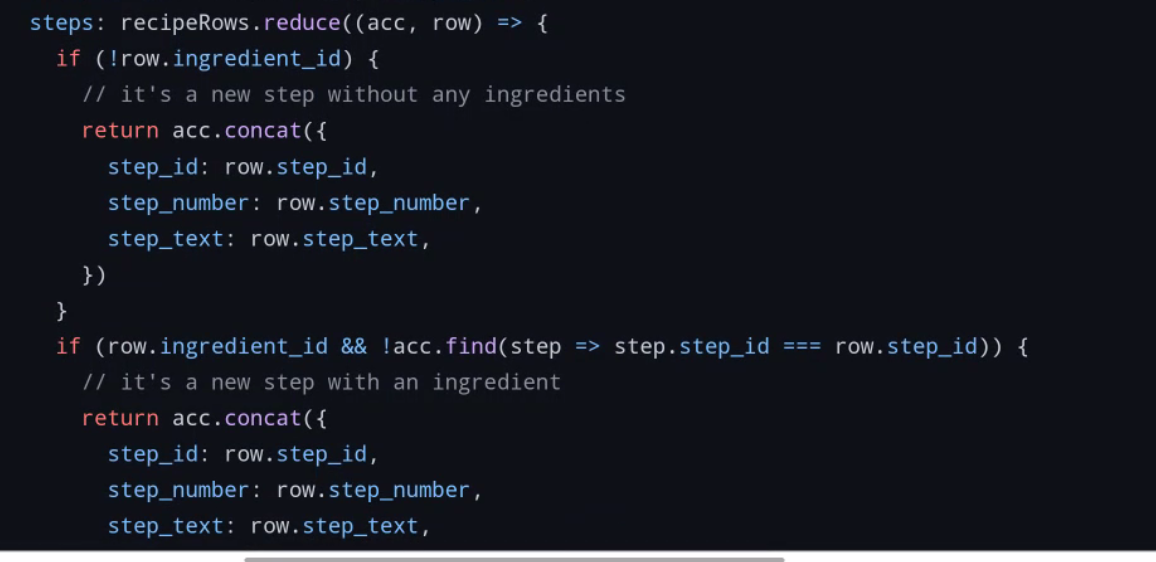 steps: recipeRows.reduce((acc, row) => {
if (!row.ingredient_id) {
// it's a new step without any ingredients
return acc.concat({
step_id: row.step_id,
step_number: row.step_number,
step_text: row.step_text,
})
}
if (row.ingredient_id && !acc.find(step => step.step_id === row.step_id)) {
// it's a new step with an ingredient
return acc.concat({
step_id: row.step_id,
step_number: row.step_number,
step_text: row.step_text,